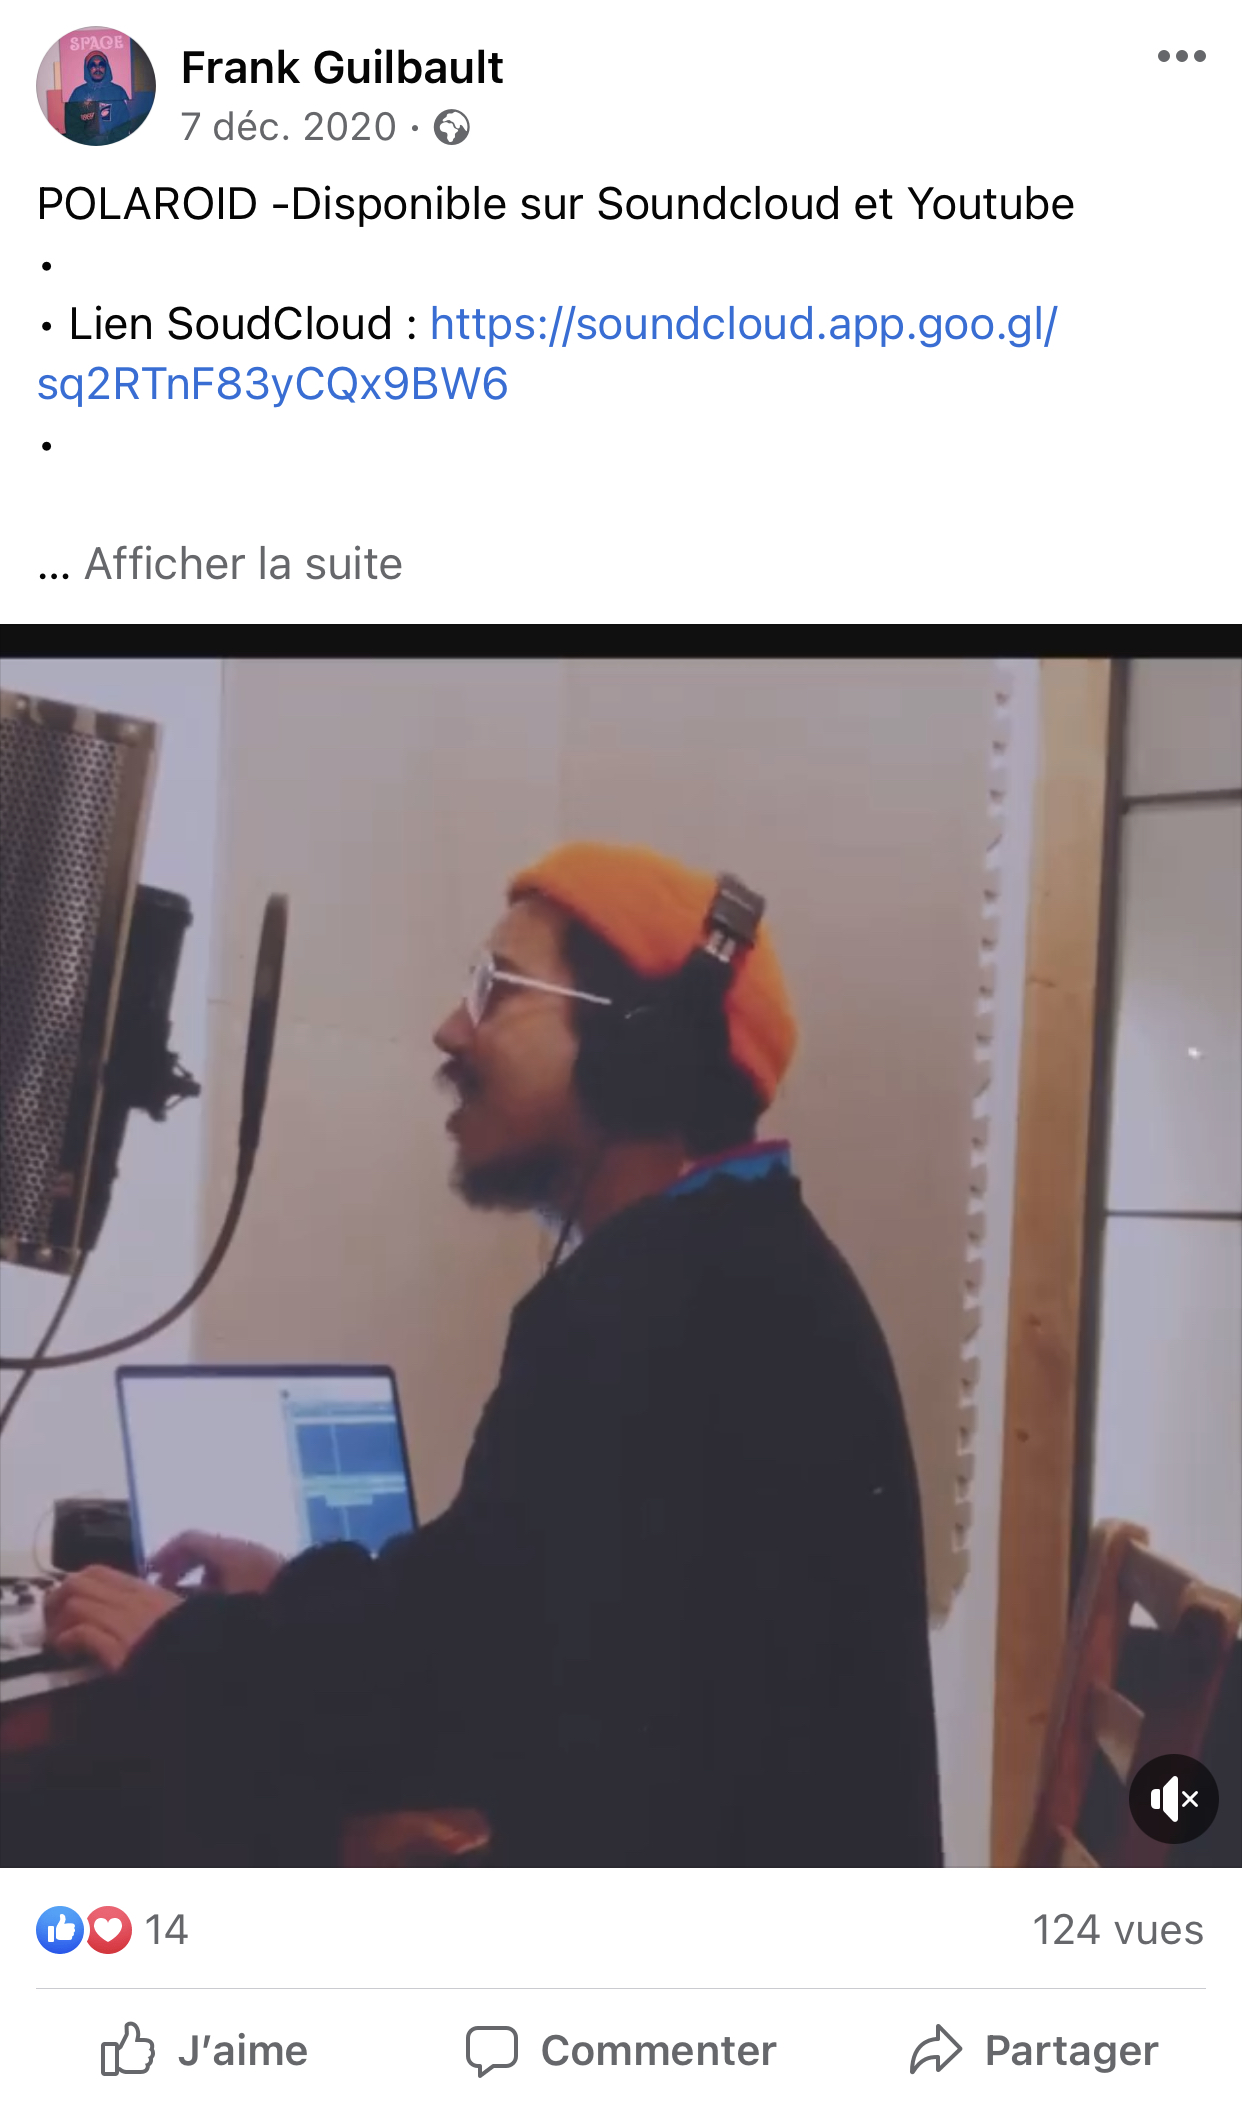 SPACE
Frank Guilbault
7 déc. 2020 ·
POLAROID -Disponible sur Soundcloud et Youtube
•
• Lien SoudCloud : https://soundcloud.app.goo.gl/
sq2RTnF83yCQx9BW6
•
... Afficher la suite
14
124 vues
J'aime
Commenter
Partager